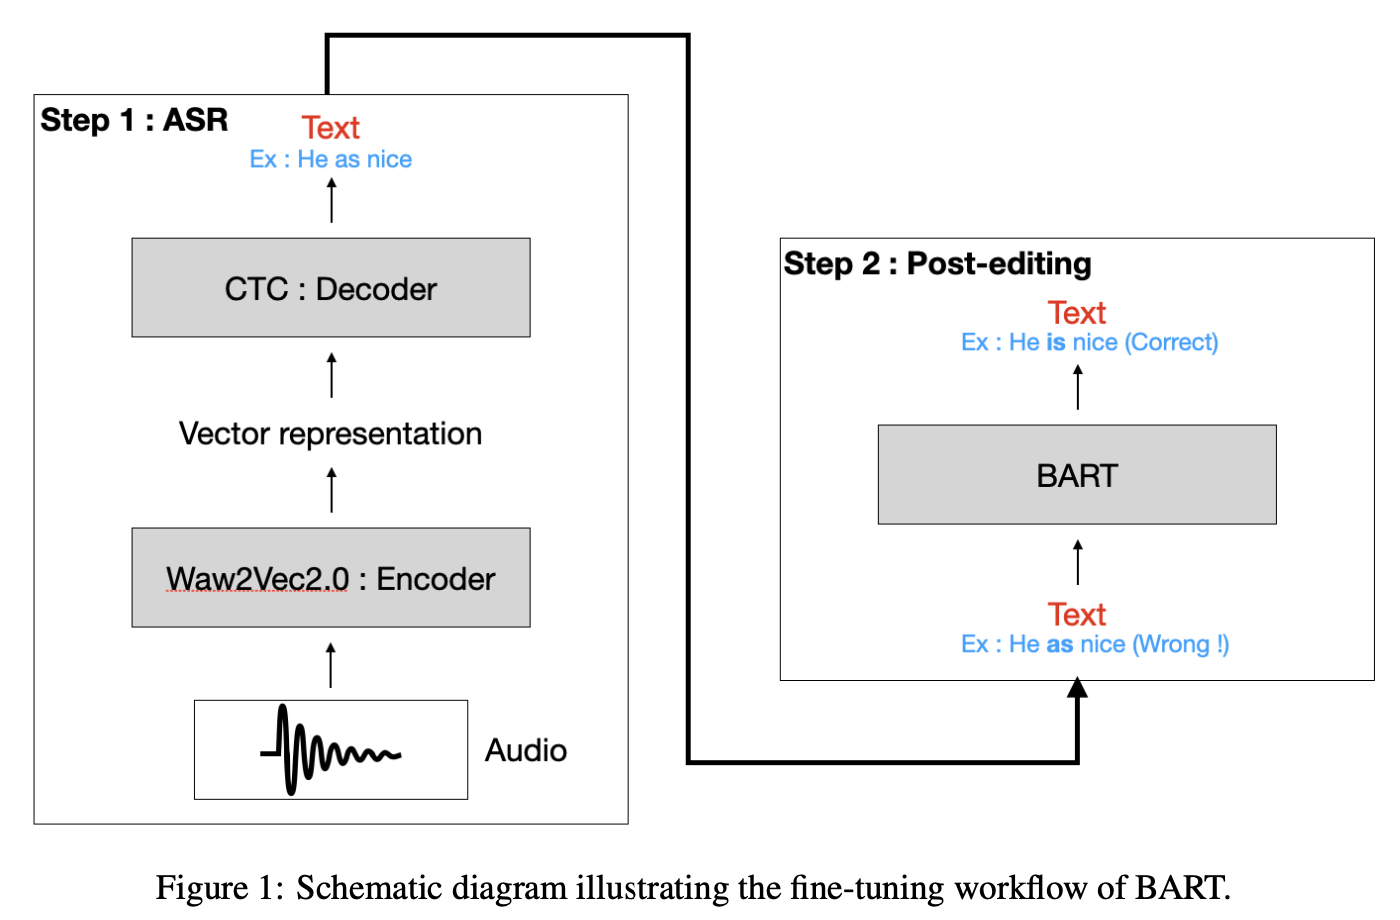 Step 1 : ASR
Text
Ex : He as nice
CTC : Decoder
Vector representation
Waw2Vec2.0 : Encoder
Audio
Step 2 : Post-editing
Text
Ex : He is nice (Correct)
BART
Text
Ex : He as nice (Wrong !)
Figure 1: Schematic diagram illustrating the fine-tuning workflow of BART.